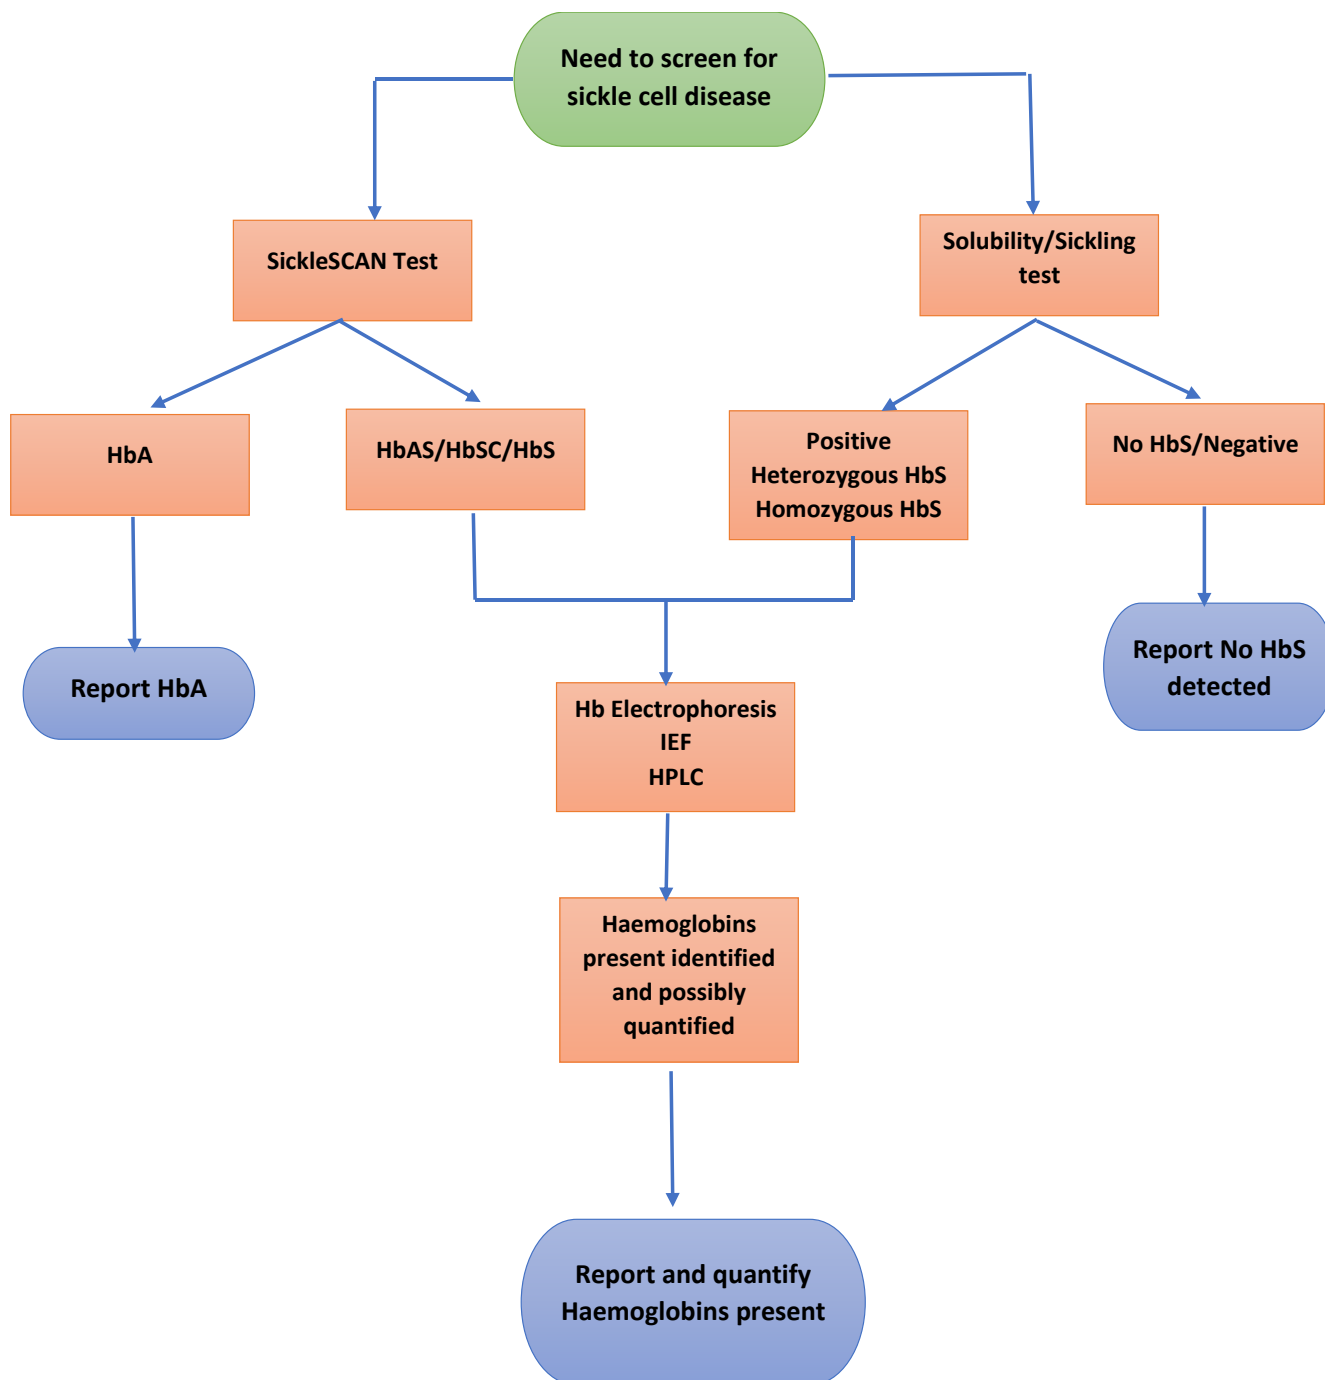 Need to screen for
sickle cell disease
SickleSCAN Test
Solubility/Sickling
test
HbA
HbAS/HbSC/HbS
Positive
Heterozygous HbS
Homozygous HbS
No HbS/Negative
Report HbA
Report No HbS
detected
Hb Electrophoresis
IEF
HPLC
Haemoglobins
present identified
and possibly
quantified
Report and quantify
Haemoglobins present